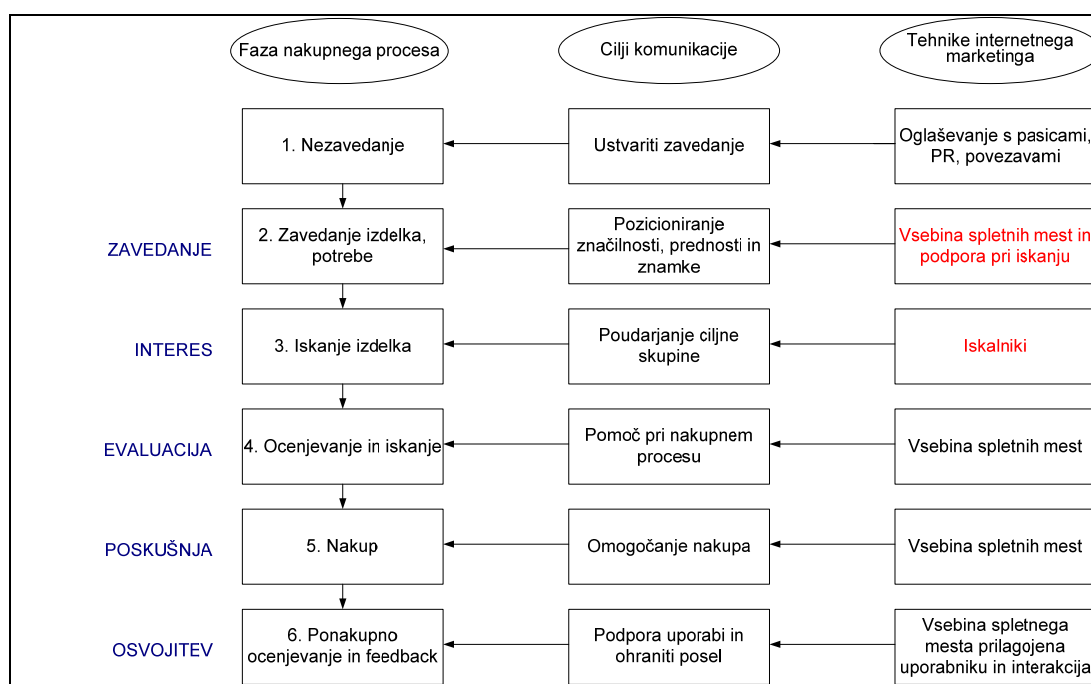 Faza nakupnega procesa
Cilji komunikacije
Tehnike internetnega
marketinga
1. Nezavedanje
Ustvariti zavedanje
Oglaševanje s pasicami,
PR, povezavami
ZAVEDANJE
2. Zavedanje izdelka,
potrebe
Pozicioniranje
značilnosti, prednosti in
znamke
Vsebina spletnih mest in
podpora pri iskanju
INTERES
3. Iskanje izdelka
Poudarjanje ciljne
skupine
Iskalniki
EVALUACIJA
4. Ocenjevanje in iskanje
Pomoč pri nakupnem
procesu
Vsebina spletnih mest
POSKUŠNJA
5. Nakup
Omogočanje nakupa
Vsebina spletnih mest
OSVOJITEV
6. Ponakupno
ocenjevanje in feedback
Podpora uporabi in
ohraniti posel
Vsebina spletnega
mesta prilagojena
uporabniku in interakcija